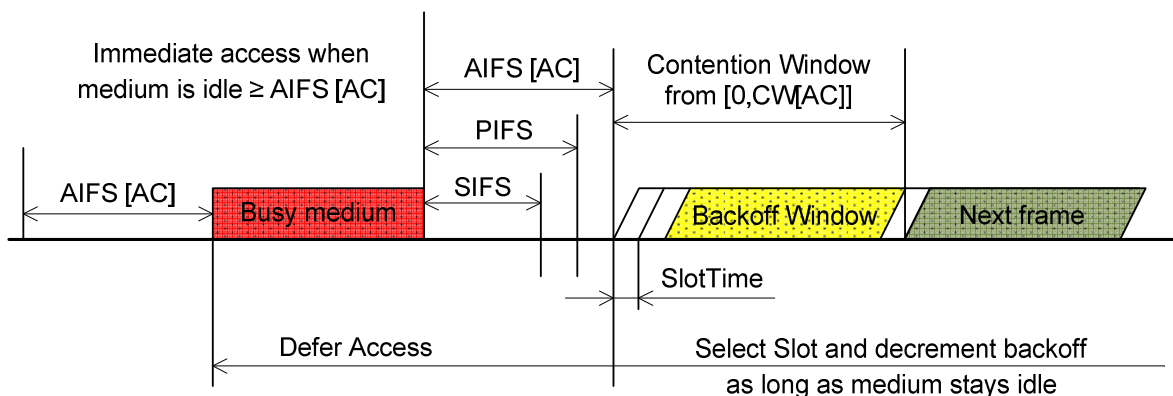 Immediate access when
medium is idle ≥ AIFS [AC]
AIFS [AC]
Contention Window
from [0,CW[AC]]
PIFS
AIFS [AC]
SIFS
Busy medium
Backoff Window
Next frame
SlotTime
Defer Access
Select Slot and decrement backoff
as long as medium stays idle